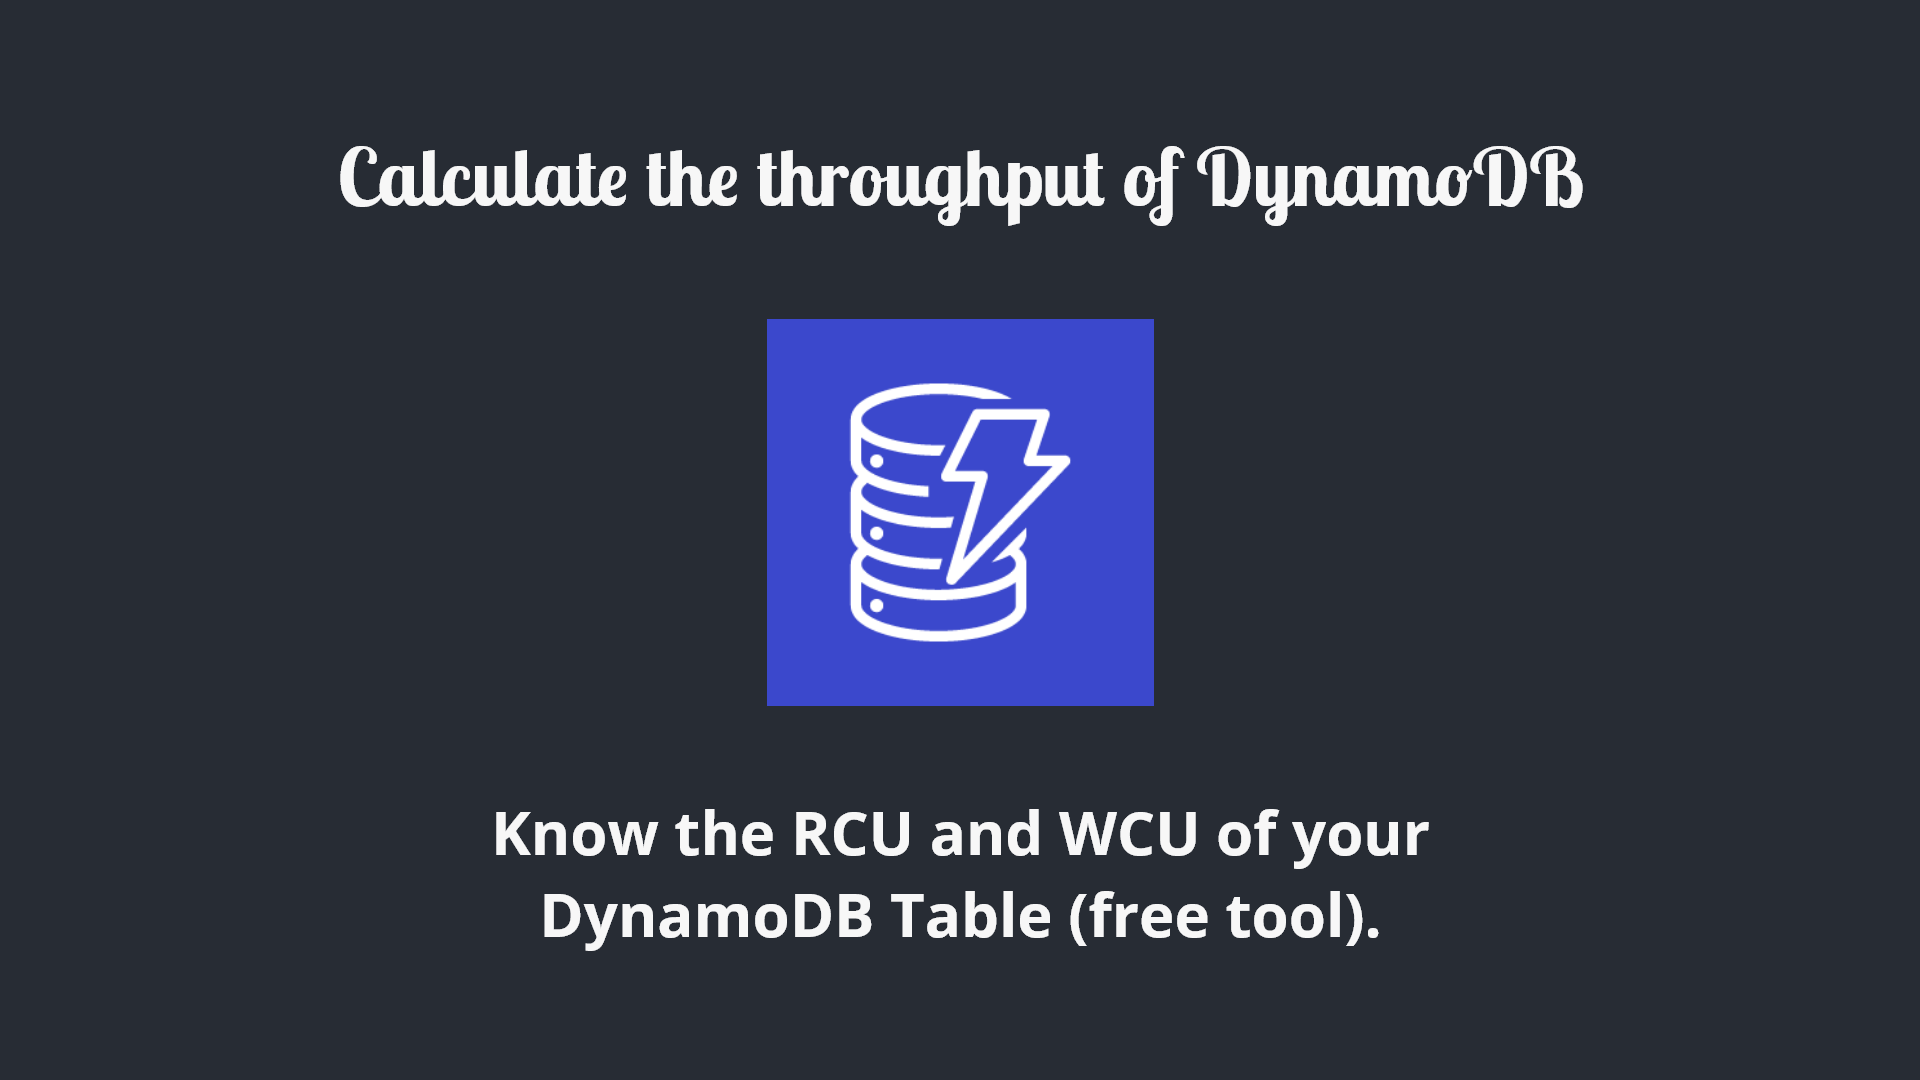 Calculate the throughput of DynamoDB
Know the RCU and WCU of your
DynamoDB Table (free tool).